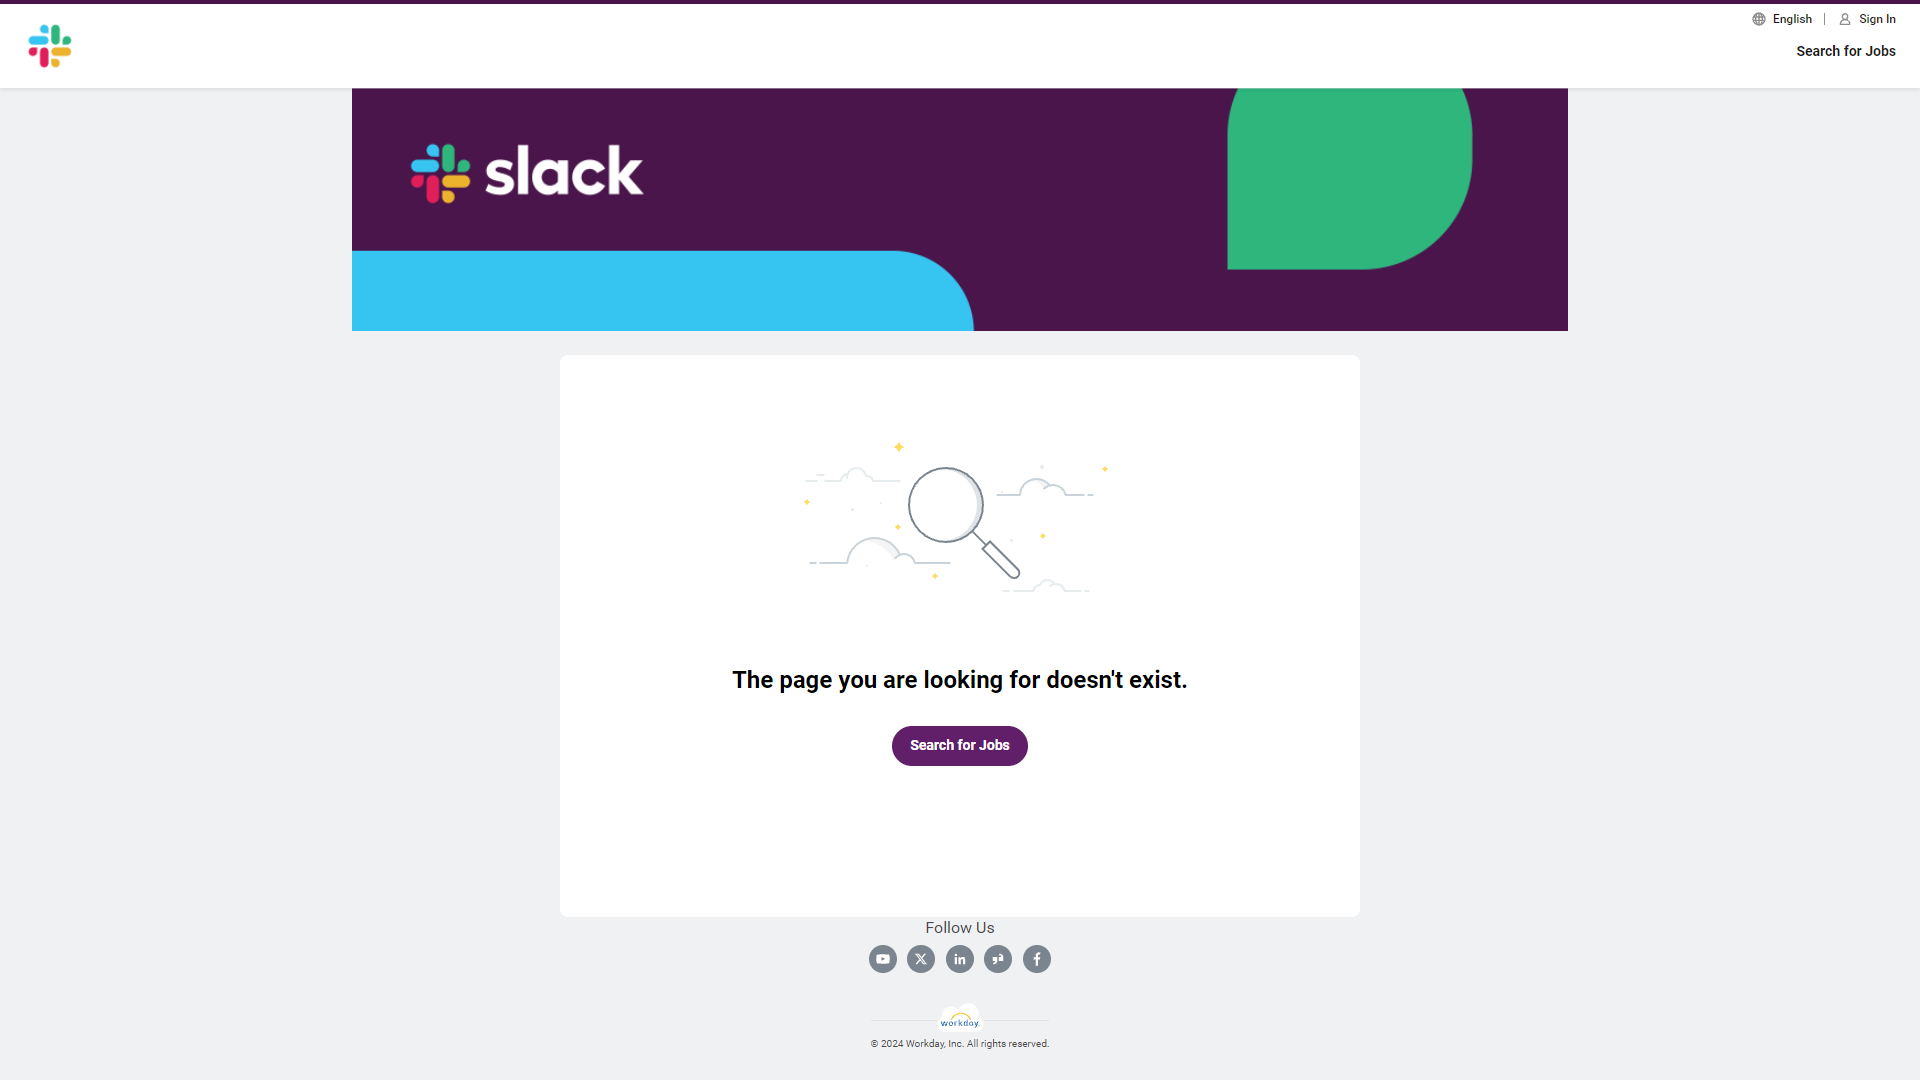 English
Sign In
Search for Jobs
slack
The page you are looking for doesn't exist.
Search for Jobs
Follow Us
workday.
© 2024 Workday, Inc. All rights reserved.